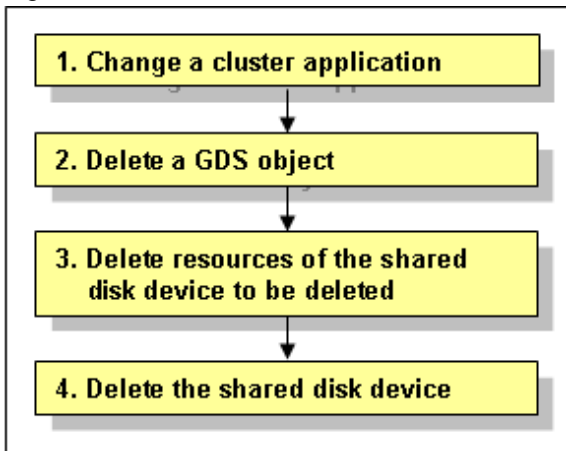 1. Change a cluster application
2. Delete a GDS object
3. Delete resources of the shared
disk device to be deleted
4. Delete the shared disk device